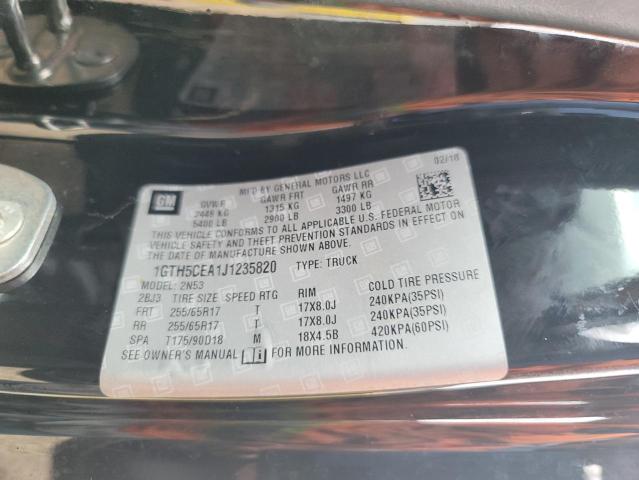 02/18
GM MFD BY GENERAL MOTORS LLC
GVWR GAWR FRT GAWR RR
2449 KG 1315 KG 1497 KG
5400 LB 2900 LB 3300 LB
THIS VEHICLE CONFORMS TO ALL APPLICABLE U.S. FEDERAL MOTOR
VEHICLE SAFETY AND THEFT PREVENTION STANDARDS IN EFFECT ON
THE DATE OF MANUFACTURE SHOWN ABOVE.
1GTH5CEA1J1235820 TYPE: TRUCK
MODEL: 2N53
2BJ3 TIRE SIZE SPEED RTG RIM COLD TIRE PRESSURE
FRT 255/65R17 T 17X8.0J 240KPA(35PSI)
RR 255/65R17 T 17X8.0J 240KPA(35PSI)
SPA T175/90D18 M 18X4.5B 420KPA(60PSI)
SEE OWNER'S MANUAL FOR MORE INFORMATION.